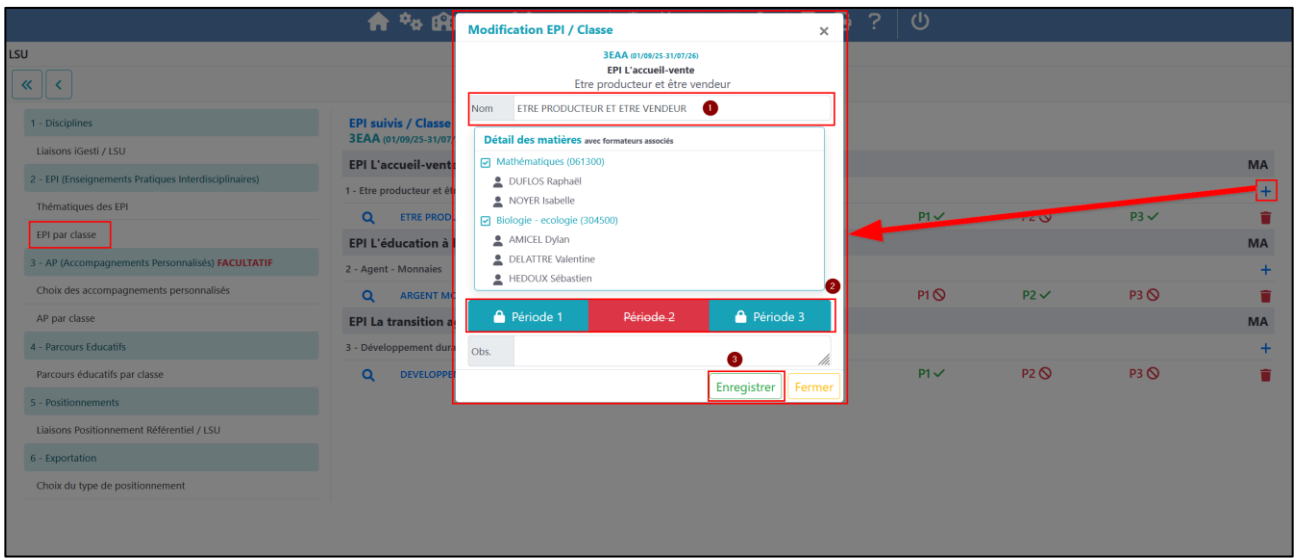 ?
LSU
1 - Disciplines
Liaisons iGesti / LSU
2 - EPI (Enseignements Pratiques Interdisciplinaires)
Thématiques des EPI
EPI par classe
3 - AP (Accompagnements Personnalisés) FACULTATIF
Choix des accompagnements personnalisés
AP par classe
4 - Parcours Educatifs
Parcours éducatifs par classe
5 - Positionnements
Liaisons Positionnement Référentiel / LSU
6 - Exportation
Choix du type de positionnement
EPI suivis / Classe
3EAA (01/09/25-31/07/
EPI L'accueil-vent
MA
1 - Etre producteur et êt
ETRE PROD
P1
P2
P3
EPI L'éducation à l
MA
2 - Agent - Monnaies
ARGENT MO
P1
P2
P3
EPI La transition a
MA
3 - Développement dura
DEVELOPPE
P1
P2
P3
Modification EPI / Classe
×
3EAA (01/09/25-31/07/26)
EPI L'accueil-vente
Etre producteur et être vendeur
Nom ETRE PRODUCTEUR ET ETRE VENDEUR 1
Détail des matières avec formateurs associés
Mathématiques (061300)
DUFLOS Raphaël
NOYER Isabelle
Biologie - ecologie (304500)
AMICEL Dylan
DELATTRE Valentine
HEDOUX Sébastien
2
Période 1 Période 2 Période 3
Obs.
3
Enregistrer Fermer